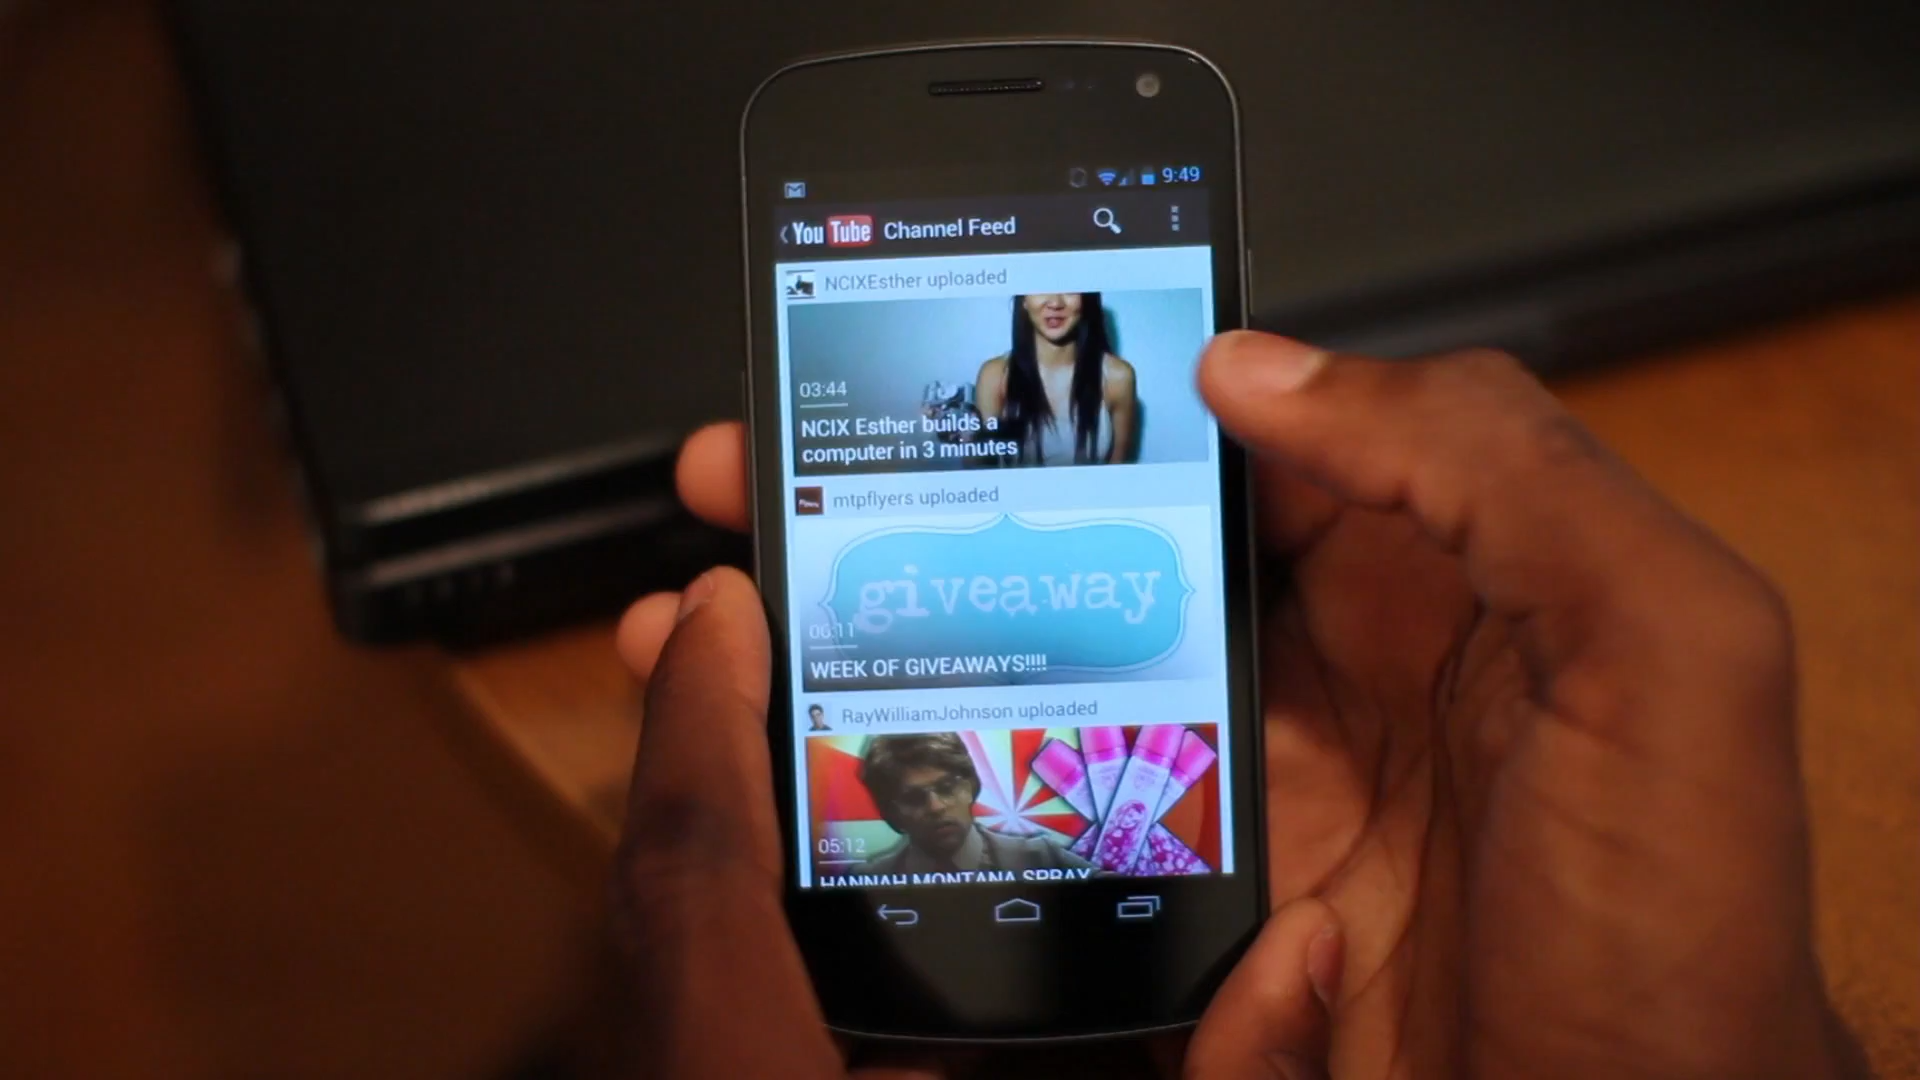 9:49
YouTube Channel Feed
NCIXEsther uploaded
03:44
NCIX Esther builds a
computer in 3 minutes
mtpflyers uploaded
giveaway
06:11
WEEK OF GIVEAWAYS!!!!
RayWilliamJohnson uploaded
05:12
HANNAH MONTANA SPRAY